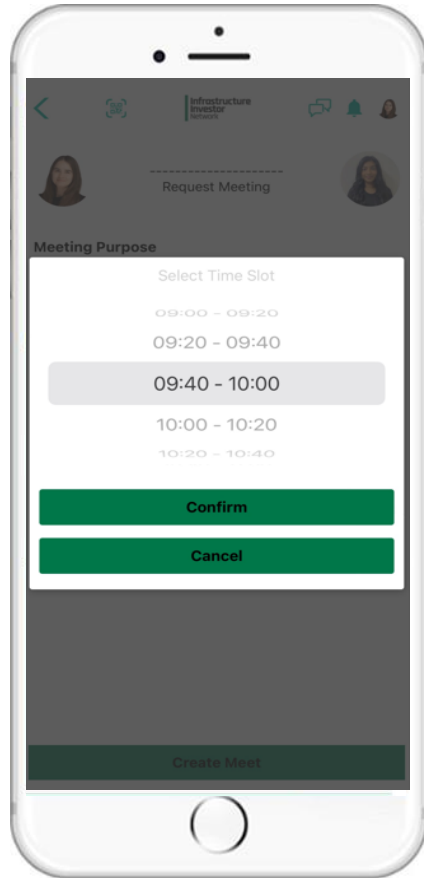 Infrastructure
Investor
Network
Request Meeting
Meeting Purpose
Select Time Slot
09:00 - 09:20
09:20 - 09:40
09:40 - 10:00
10:00 - 10:20
10:20 - 10:40
Confirm
Cancel
Create Meet